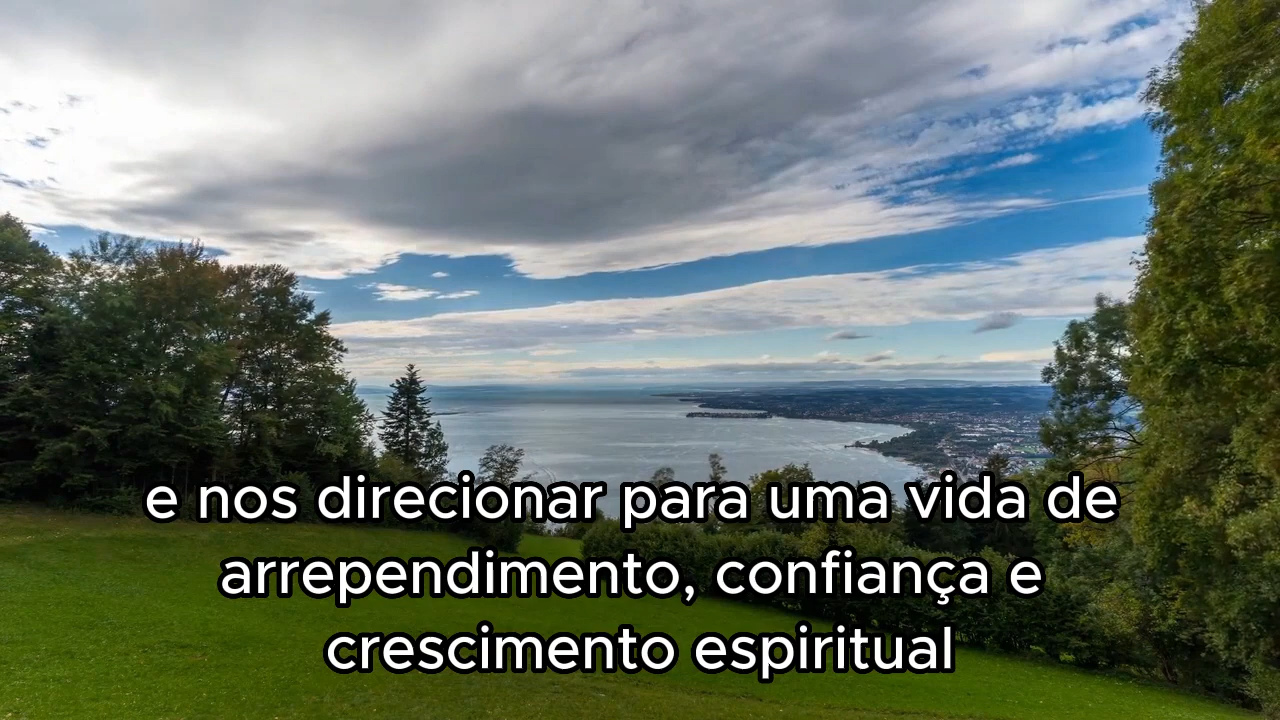 e nos direcionar para uma vida de
arrependimento, confiança e
crescimento espiritual